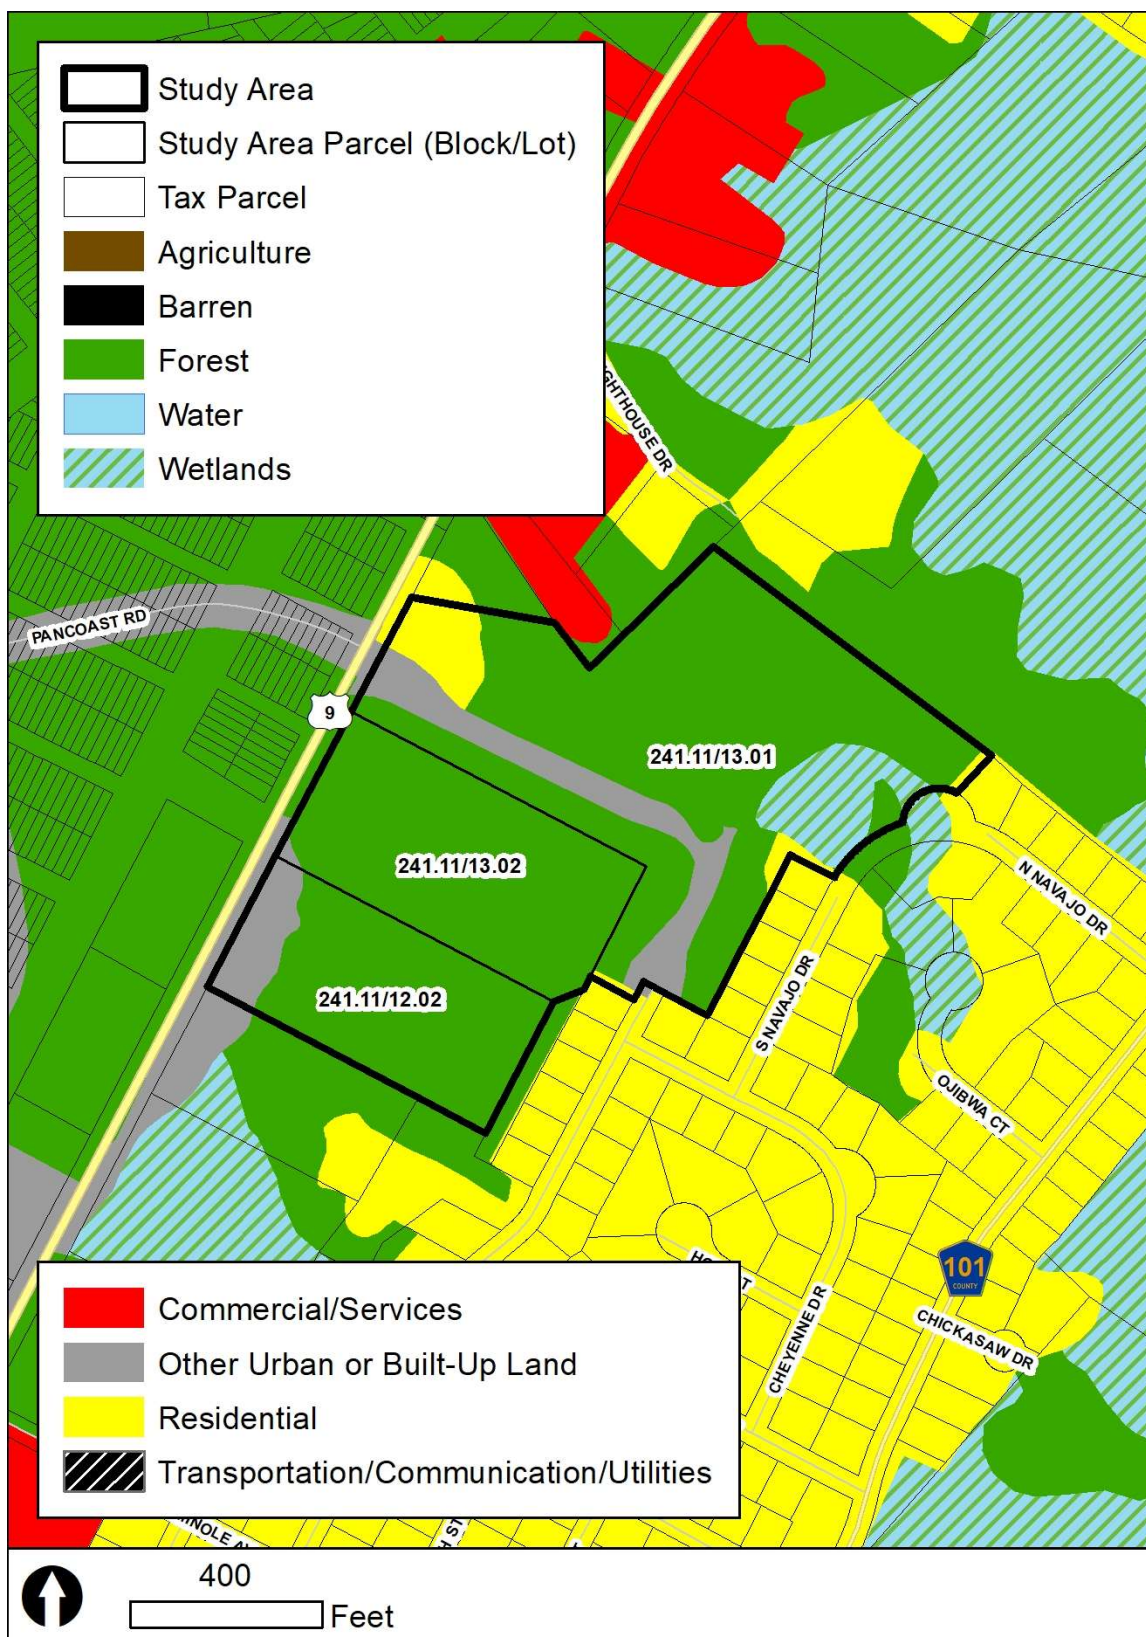 Study Area
Study Area Parcel (Block/Lot)
Tax Parcel
Agriculture
Barren
Forest
Water
Wetlands
GHTHOUSE DR
PANCOAST RD
9
241.11/13.01
241.11/13.02
241.11/12.02
N NAVAJO DR
S NAVAJO DR
OJIBWA CT
101
COUNTY
CHICKASAW DR
CHEYENNE DR
Commercial/Services
Other Urban or Built-Up Land
Residential
Transportation/Communication/Utilities
400
Feet